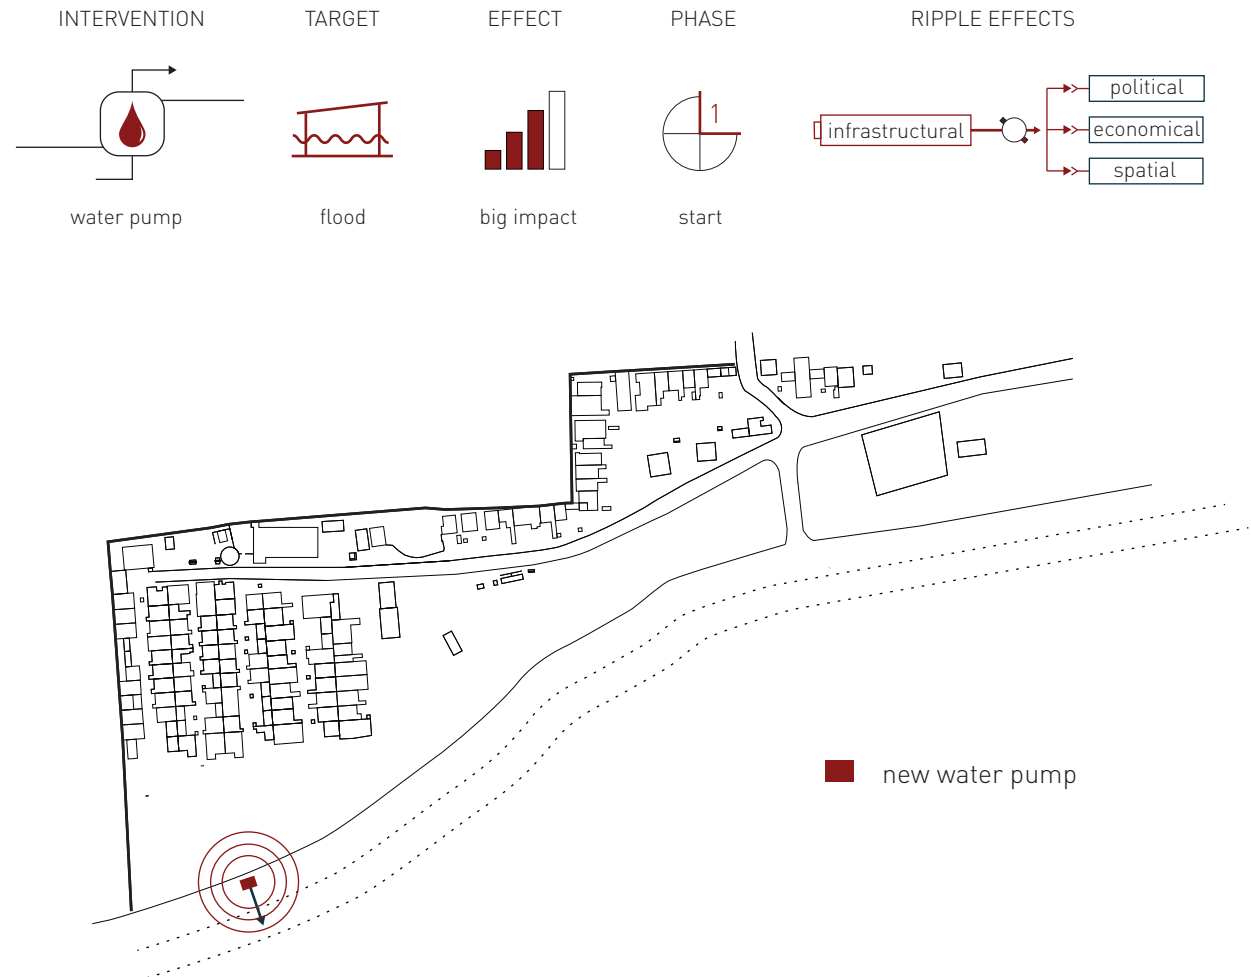 INTERVENTION
TARGET
EFFECT
PHASE
RIPPLE EFFECTS
1
infrastructural
political
economical
spatial
water pump
flood
big impact
start
new water pump